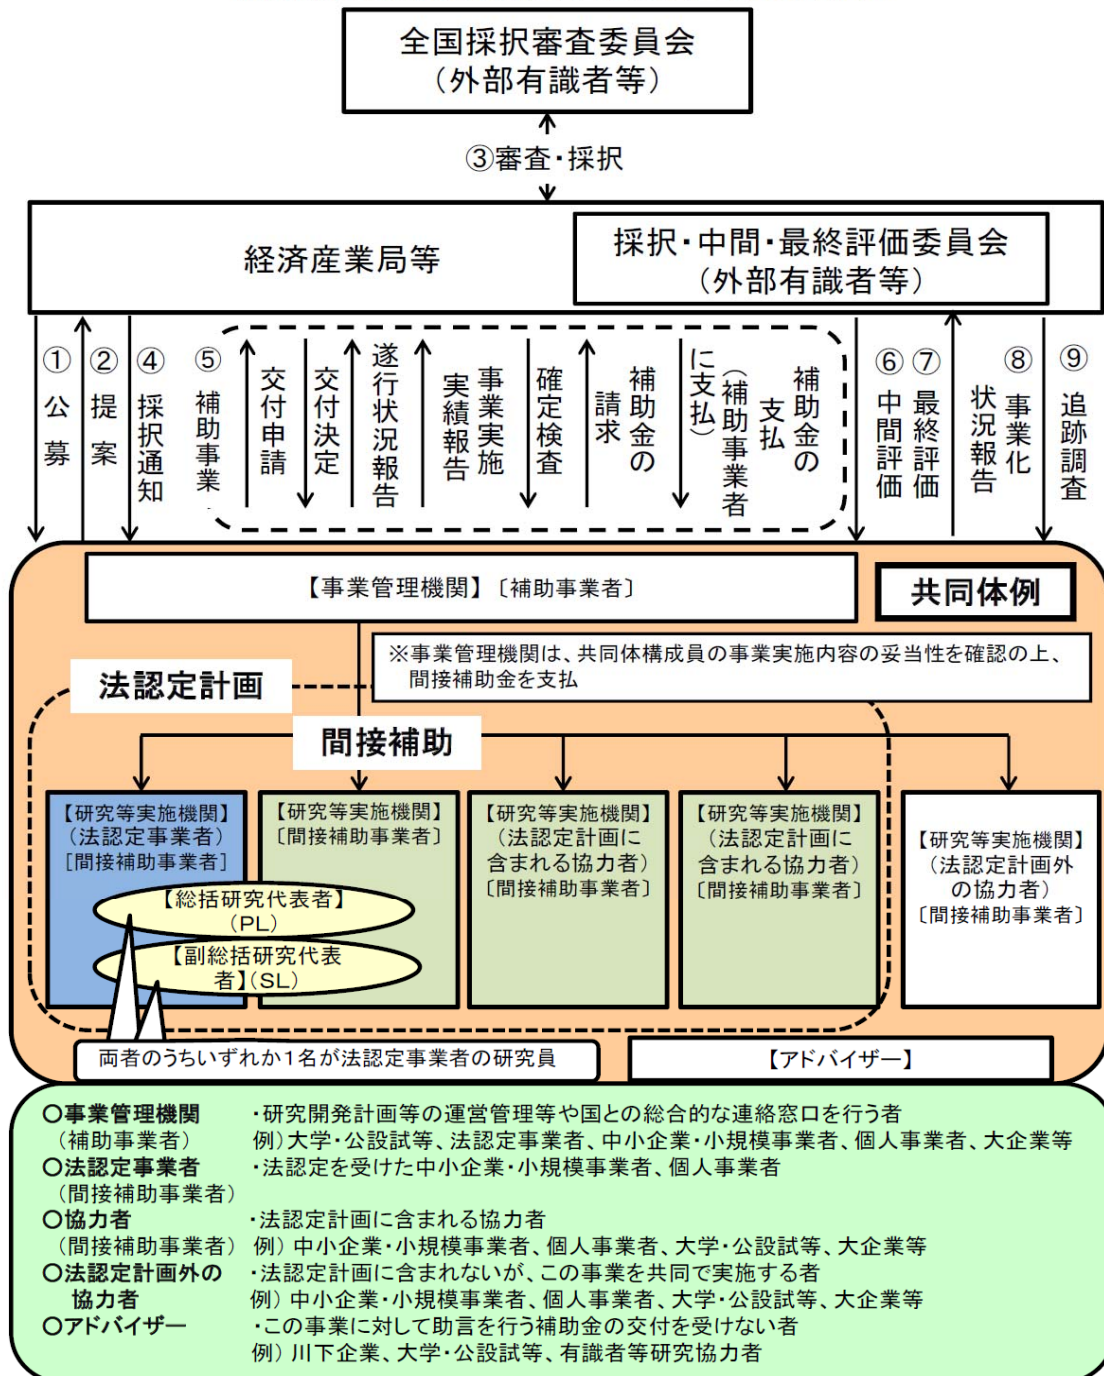 全国採択審査委員会
（外部有識者等）
③審査・採択
経済産業局等
採択・中間・最終評価委員会
（外部有識者等）
①公募
②提案
④採択通知
⑤補助事業
交付申請
交付決定
遂行状況報告
事業実施
実績報告
確定検査
補助金の
請求
補助金の
支払
（補助事業者
に支払）
⑥中間評価
⑦最終評価
⑧事業化
状況報告
⑨追跡調査
【事業管理機関】〔補助事業者〕
共同体例
※事業管理機関は、共同体構成員の事業実施内容の妥当性を確認の上、
間接補助金を支払
法認定計画
間接補助
【研究等実施機関】
（法認定事業者）
［間接補助事業者］
【研究等実施機関】
〔間接補助事業者〕
【研究等実施機関】
（法認定計画に
含まれる協力者）
〔間接補助事業者〕
【研究等実施機関】
（法認定計画に
含まれる協力者）
〔間接補助事業者〕
【研究等実施機関】
（法認定計画外
の協力者）
〔間接補助事業者〕
【総括研究代表者】
（PL）
【副総括研究代表
者】（SL）
両者のうちいずれか１名が法認定事業者の研究員
【アドバイザー】
○事業管理機関 ・研究開発計画等の運営管理等や国との総合的な連絡窓口を行う者
（補助事業者） 例）大学・公設試等、法認定事業者、中小企業・小規模事業者、個人事業者、大企業等
○法認定事業者 ・法認定を受けた中小企業・小規模事業者、個人事業者
（間接補助事業者）
○協力者 ・法認定計画に含まれる協力者
（間接補助事業者） 例）中小企業・小規模事業者、個人事業者、大学・公設試等、大企業等
○法認定計画外の ・法認定計画に含まれないが、この事業を共同で実施する者
協力者 例）中小企業・小規模事業者、個人事業者、大学・公設試等、大企業等
○アドバイザー ・この事業に対して助言を行う補助金の交付を受けない者
例）川下企業、大学・公設試等、有識者等研究協力者